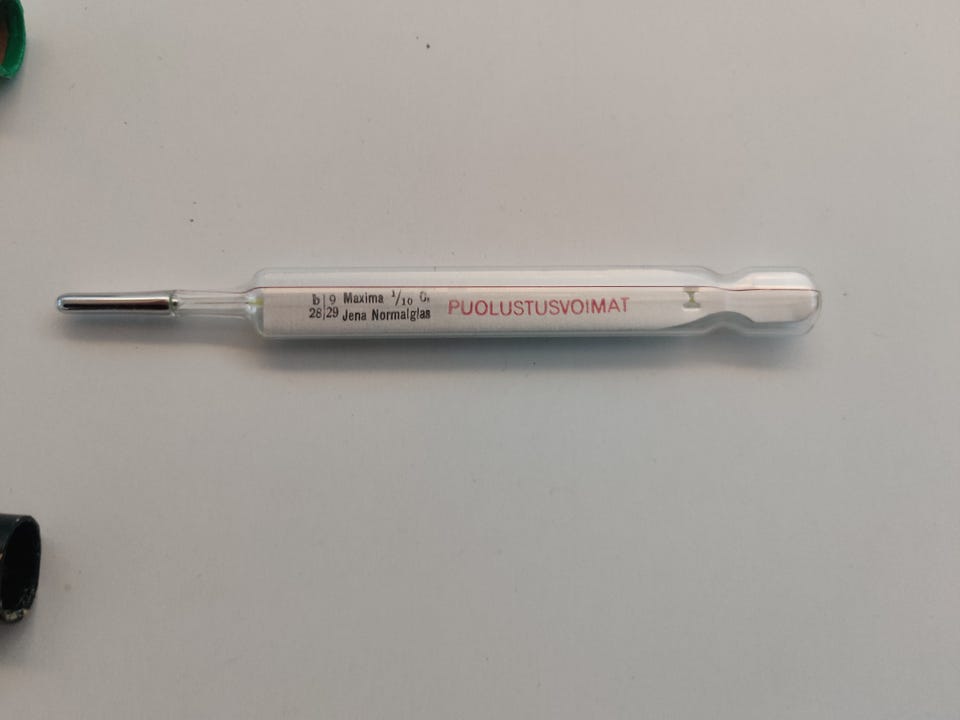 b|9 Maxima 1/10 C.
28|29 Jena Normalglas
PUOLUSTUSVOIMAT